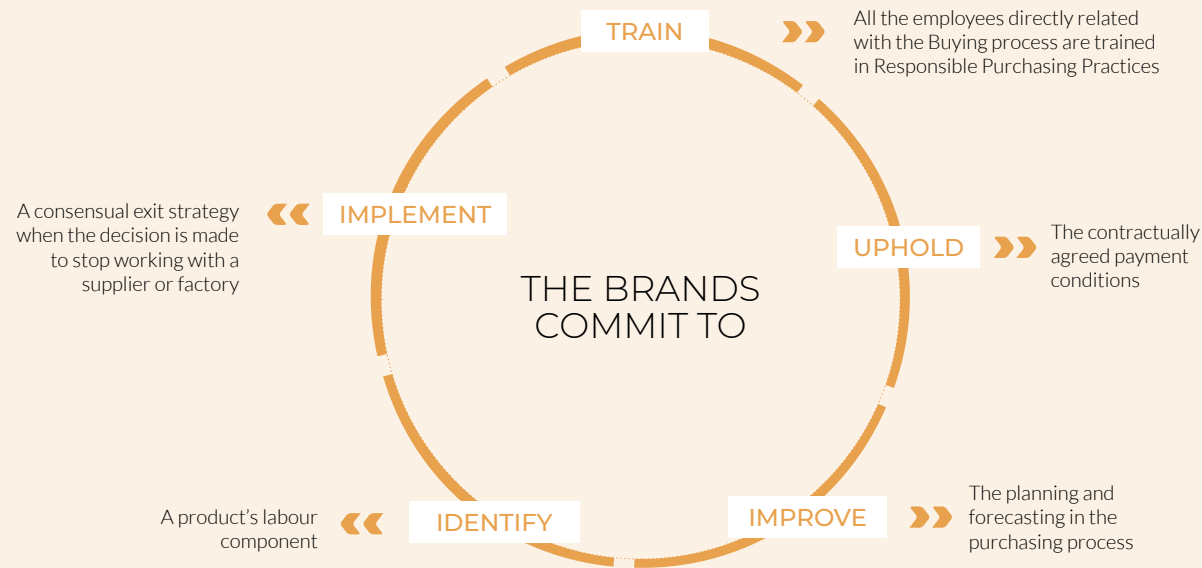 TRAIN
All the employees directly related
with the Buying process are trained
in Responsible Purchasing Practices
UPHOLD
The contractually
agreed payment
conditions
IMPROVE
The planning and
forecasting in the
purchasing process
IDENTIFY
A product's labour
component
IMPLEMENT
A consensual exit strategy
when the decision is made
to stop working with a
supplier or factory
THE BRANDS
COMMIT TO